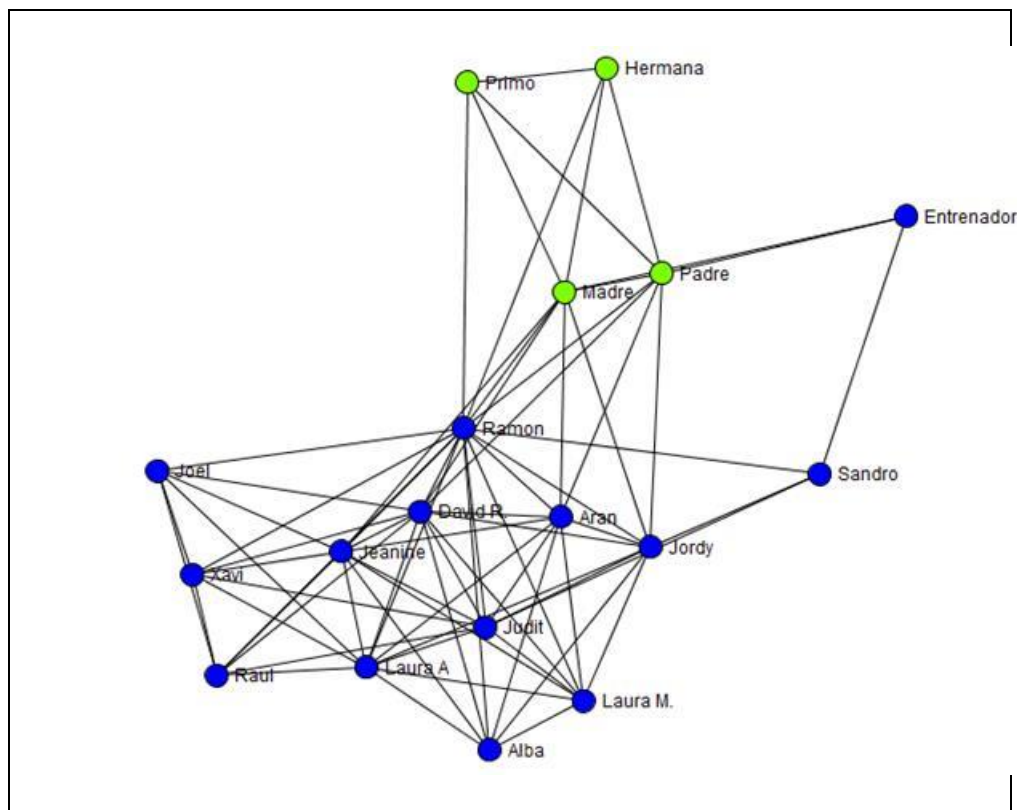 Primo
Hermana
Entrenador
Padre
Madre
Ramon
Joel
Sandro
David R.
Aran
Jeanine
Jordy
Xavi
Judit
Laura A
Raul
Laura M.
Alba